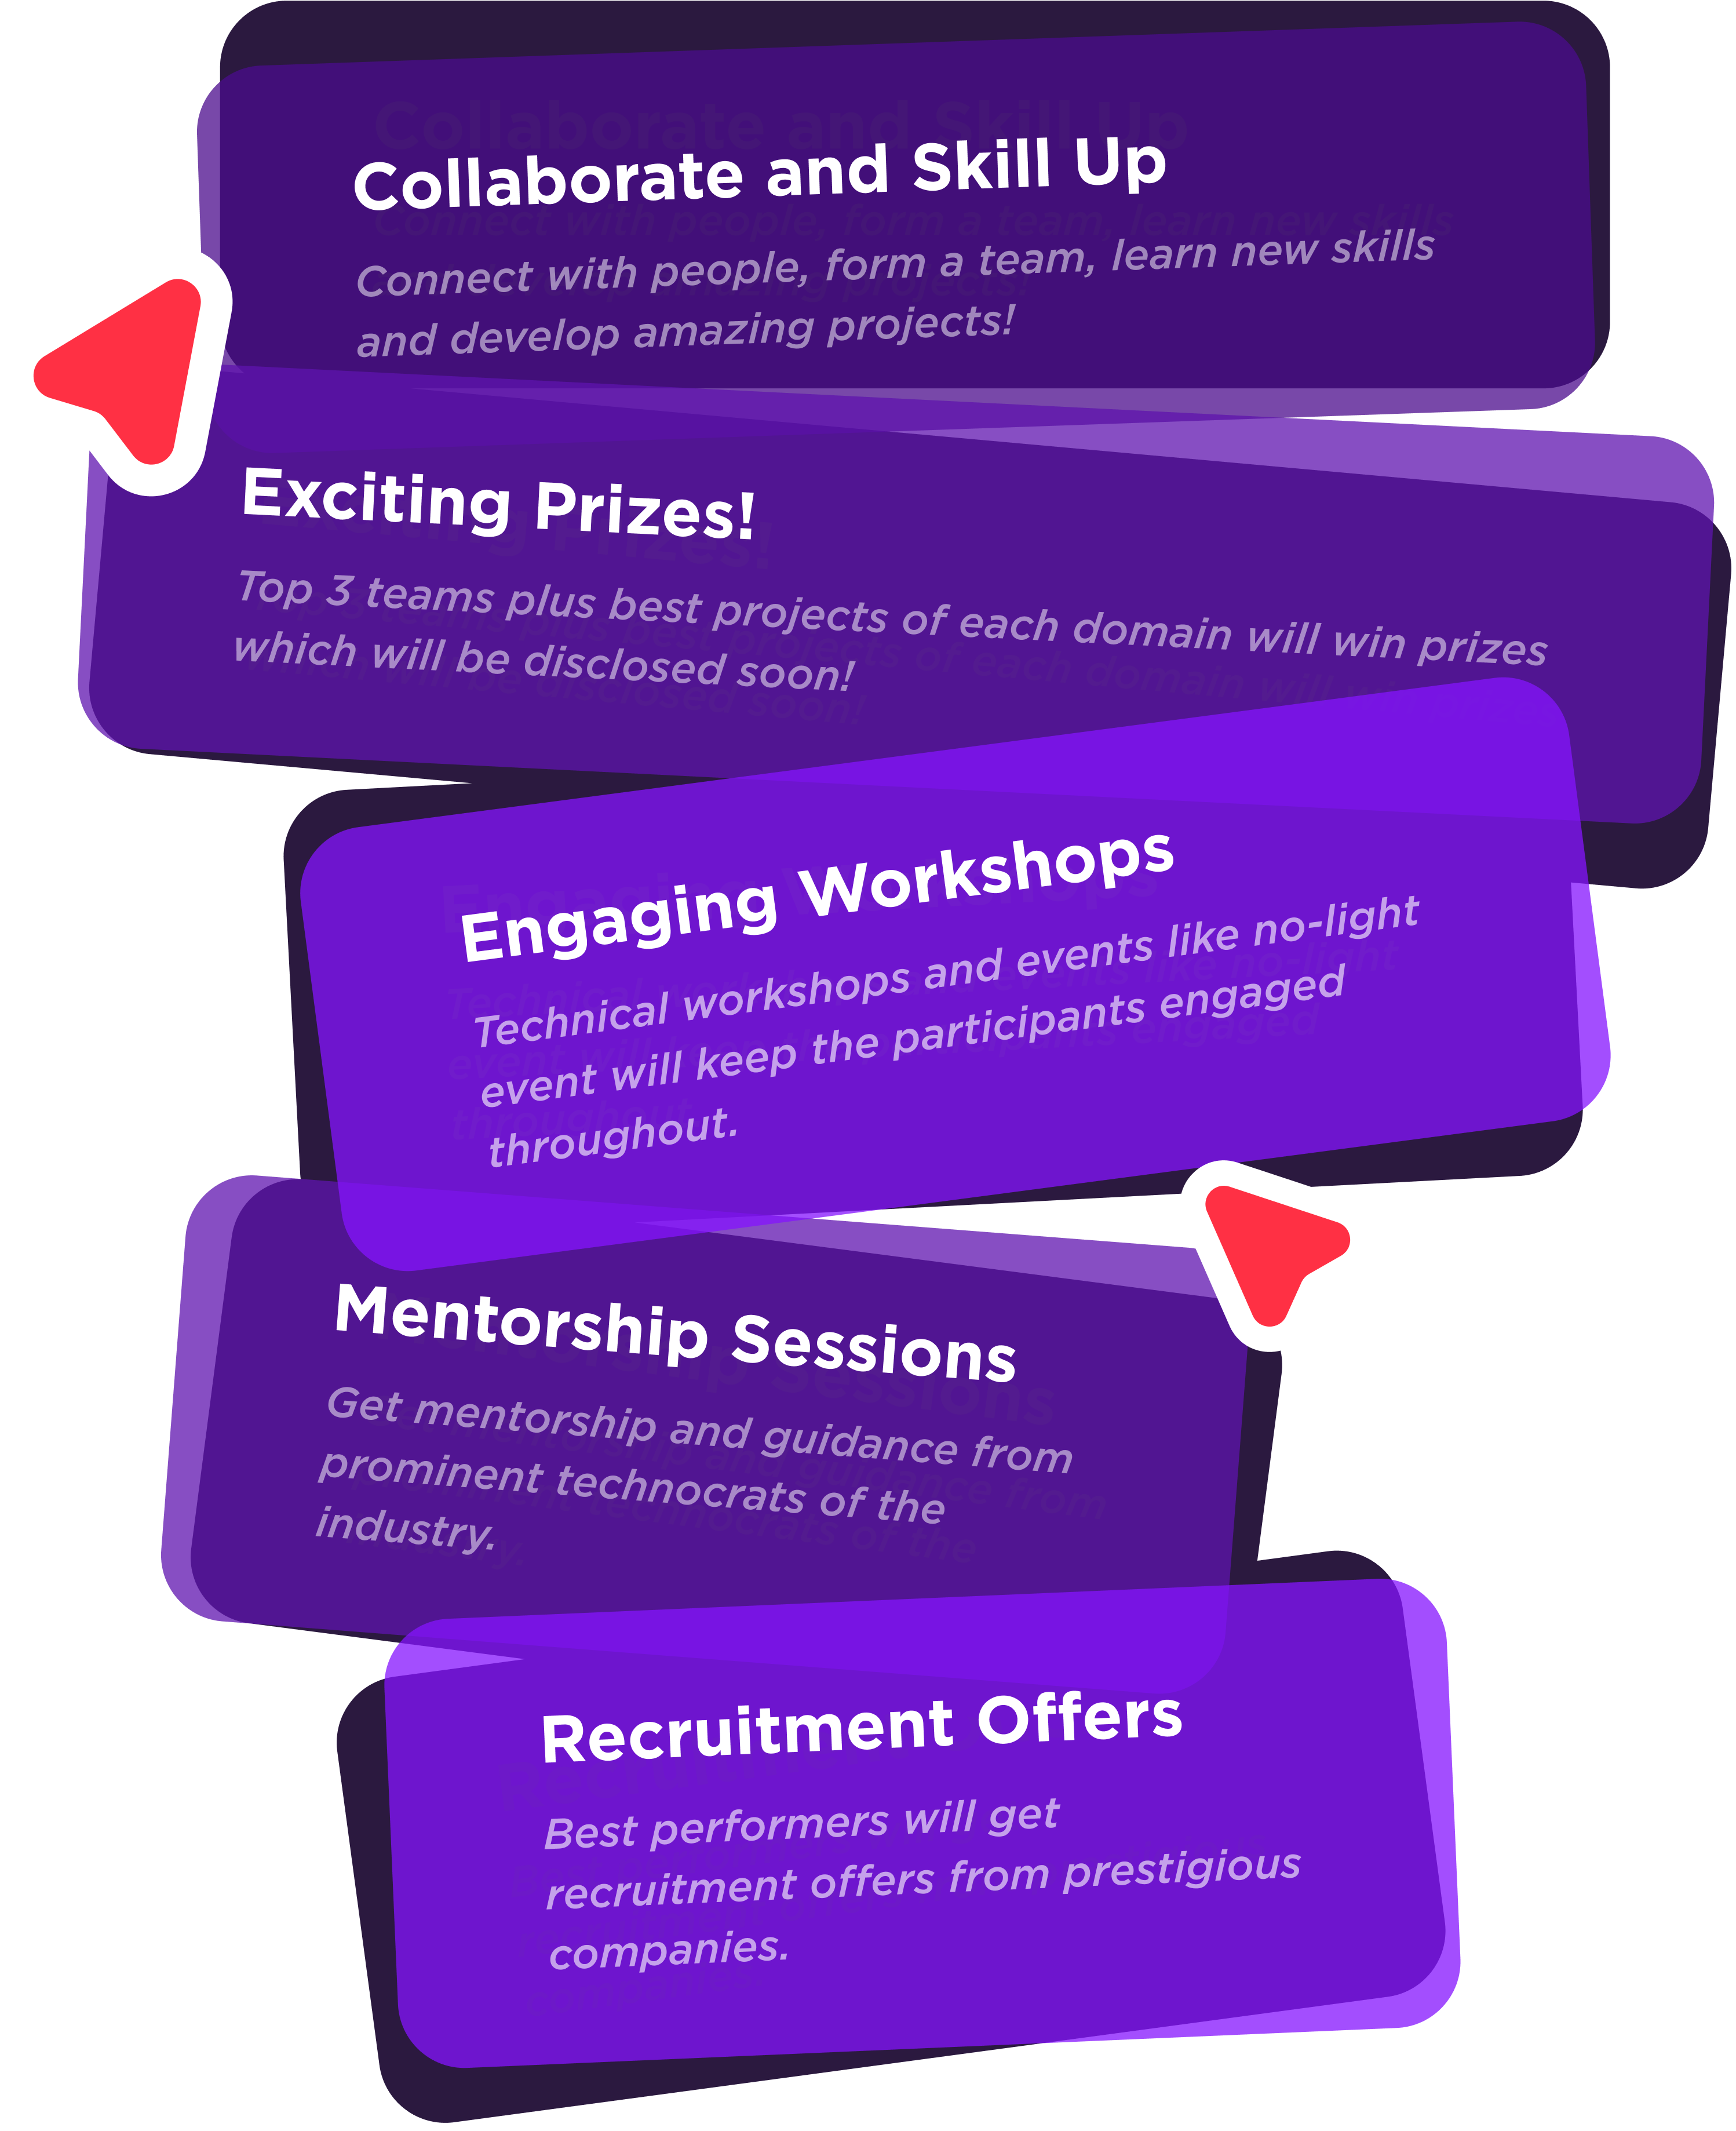 Collaborate and Skill Up
Connect with people, form a team, learn new skills
and develop amazing projects!
Exciting Prizes!
Top 3 teams plus best projects of each domain will win prizes
which will be disclosed soon!
Engaging Workshops
Technical workshops and events like no-light
event will keep the participants engaged
throughout.
Mentorship Sessions
Get mentorship and guidance from
prominent technocrats of the
industry.
Recruitment Offers
Best performers will get
recruitment offers from prestigious
companies.